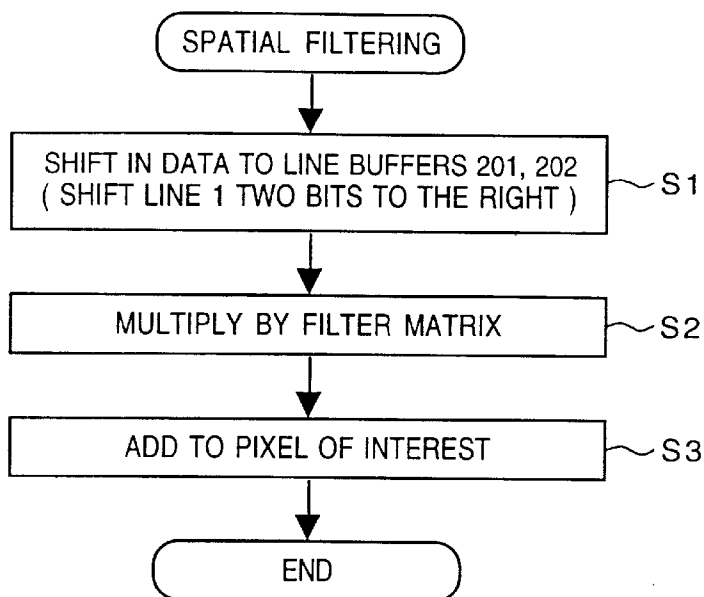 SPATIAL FILTERING
SHIFT IN DATA TO LINE BUFFERS 201, 202
( SHIFT LINE 1 TWO BITS TO THE RIGHT )
S1
MULTIPLY BY FILTER MATRIX
S2
ADD TO PIXEL OF INTEREST
S3
END